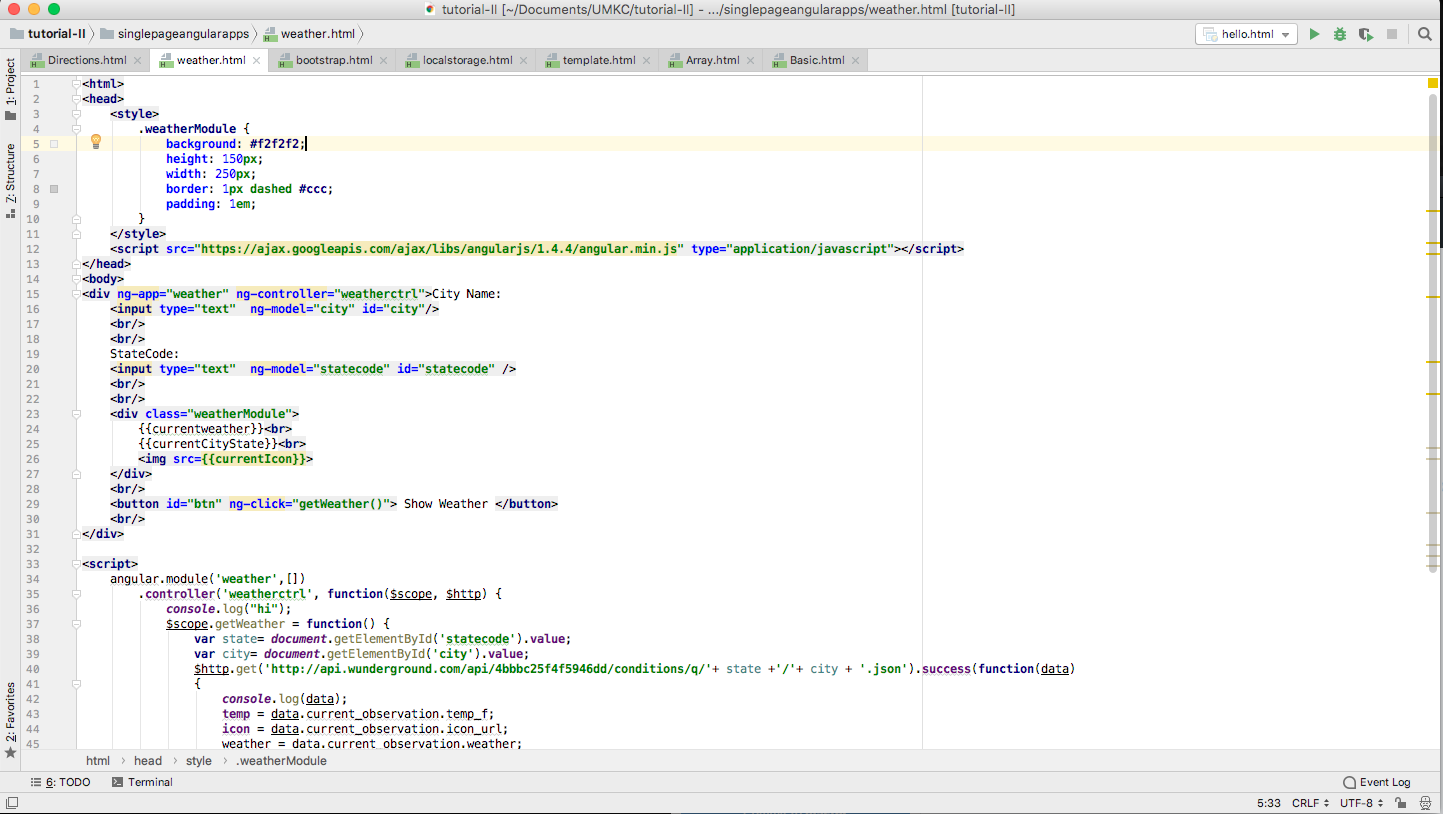 tutorial-II [~/Documents/UMKC/tutorial-II] - .../singlepageangularapps/weather.html [tutorial-II]
tutorial-II singlepageangularapps weather.html hello.html
Directions.html weather.html bootstrap.html localstorage.html template.html Array.html Basic.html
1: Project
Z: Structure
2: Favorites
1 <html>
2 <head>
3 <style>
4 .weatherModule {
5 background: #f2f2f2;
6 height: 150px;
7 width: 250px;
8 border: 1px dashed #ccc;
9 padding: 1em;
10 }
11 </style>
12 <script src="https://ajax.googleapis.com/ajax/libs/angularjs/1.4.4/angular.min.js" type="application/javascript"></script>
13 </head>
14 <body>
15 <div ng-app="weather" ng-controller="weatherctrl">City Name:
16 <input type="text"  ng-model="city" id="city"/>
17 <br/>
18 <br/>
19 StateCode:
20 <input type="text"  ng-model="statecode" id="statecode" />
21 <br/>
22 <br/>
23 <div class="weatherModule">
24 {{currentweather}}<br>
25 {{currentCityState}}<br>
26 <img src={{currentIcon}}>
27 </div>
28 <br/>
29 <button id="btn" ng-click="getWeather()"> Show Weather </button>
30 <br/>
31 </div>
32
33 <script>
34 angular.module('weather',[])
35 .controller('weatherctrl', function($scope, $http) {
36 console.log("hi");
37 $scope.getWeather = function() {
38 var state= document.getElementById('statecode').value;
39 var city= document.getElementById('city').value;
40 $http.get('http://api.wunderground.com/api/4bbbc25f4f5946dd/conditions/q/'+ state +'/'+ city + '.json').success(function(data)
41 {
42 console.log(data);
43 temp = data.current_observation.temp_f;
44 icon = data.current_observation.icon_url;
45 weather = data.current_observation.weather;
html › head › style › .weatherModule
6: TODO Terminal Event Log
5:33 CRLF UTF-8